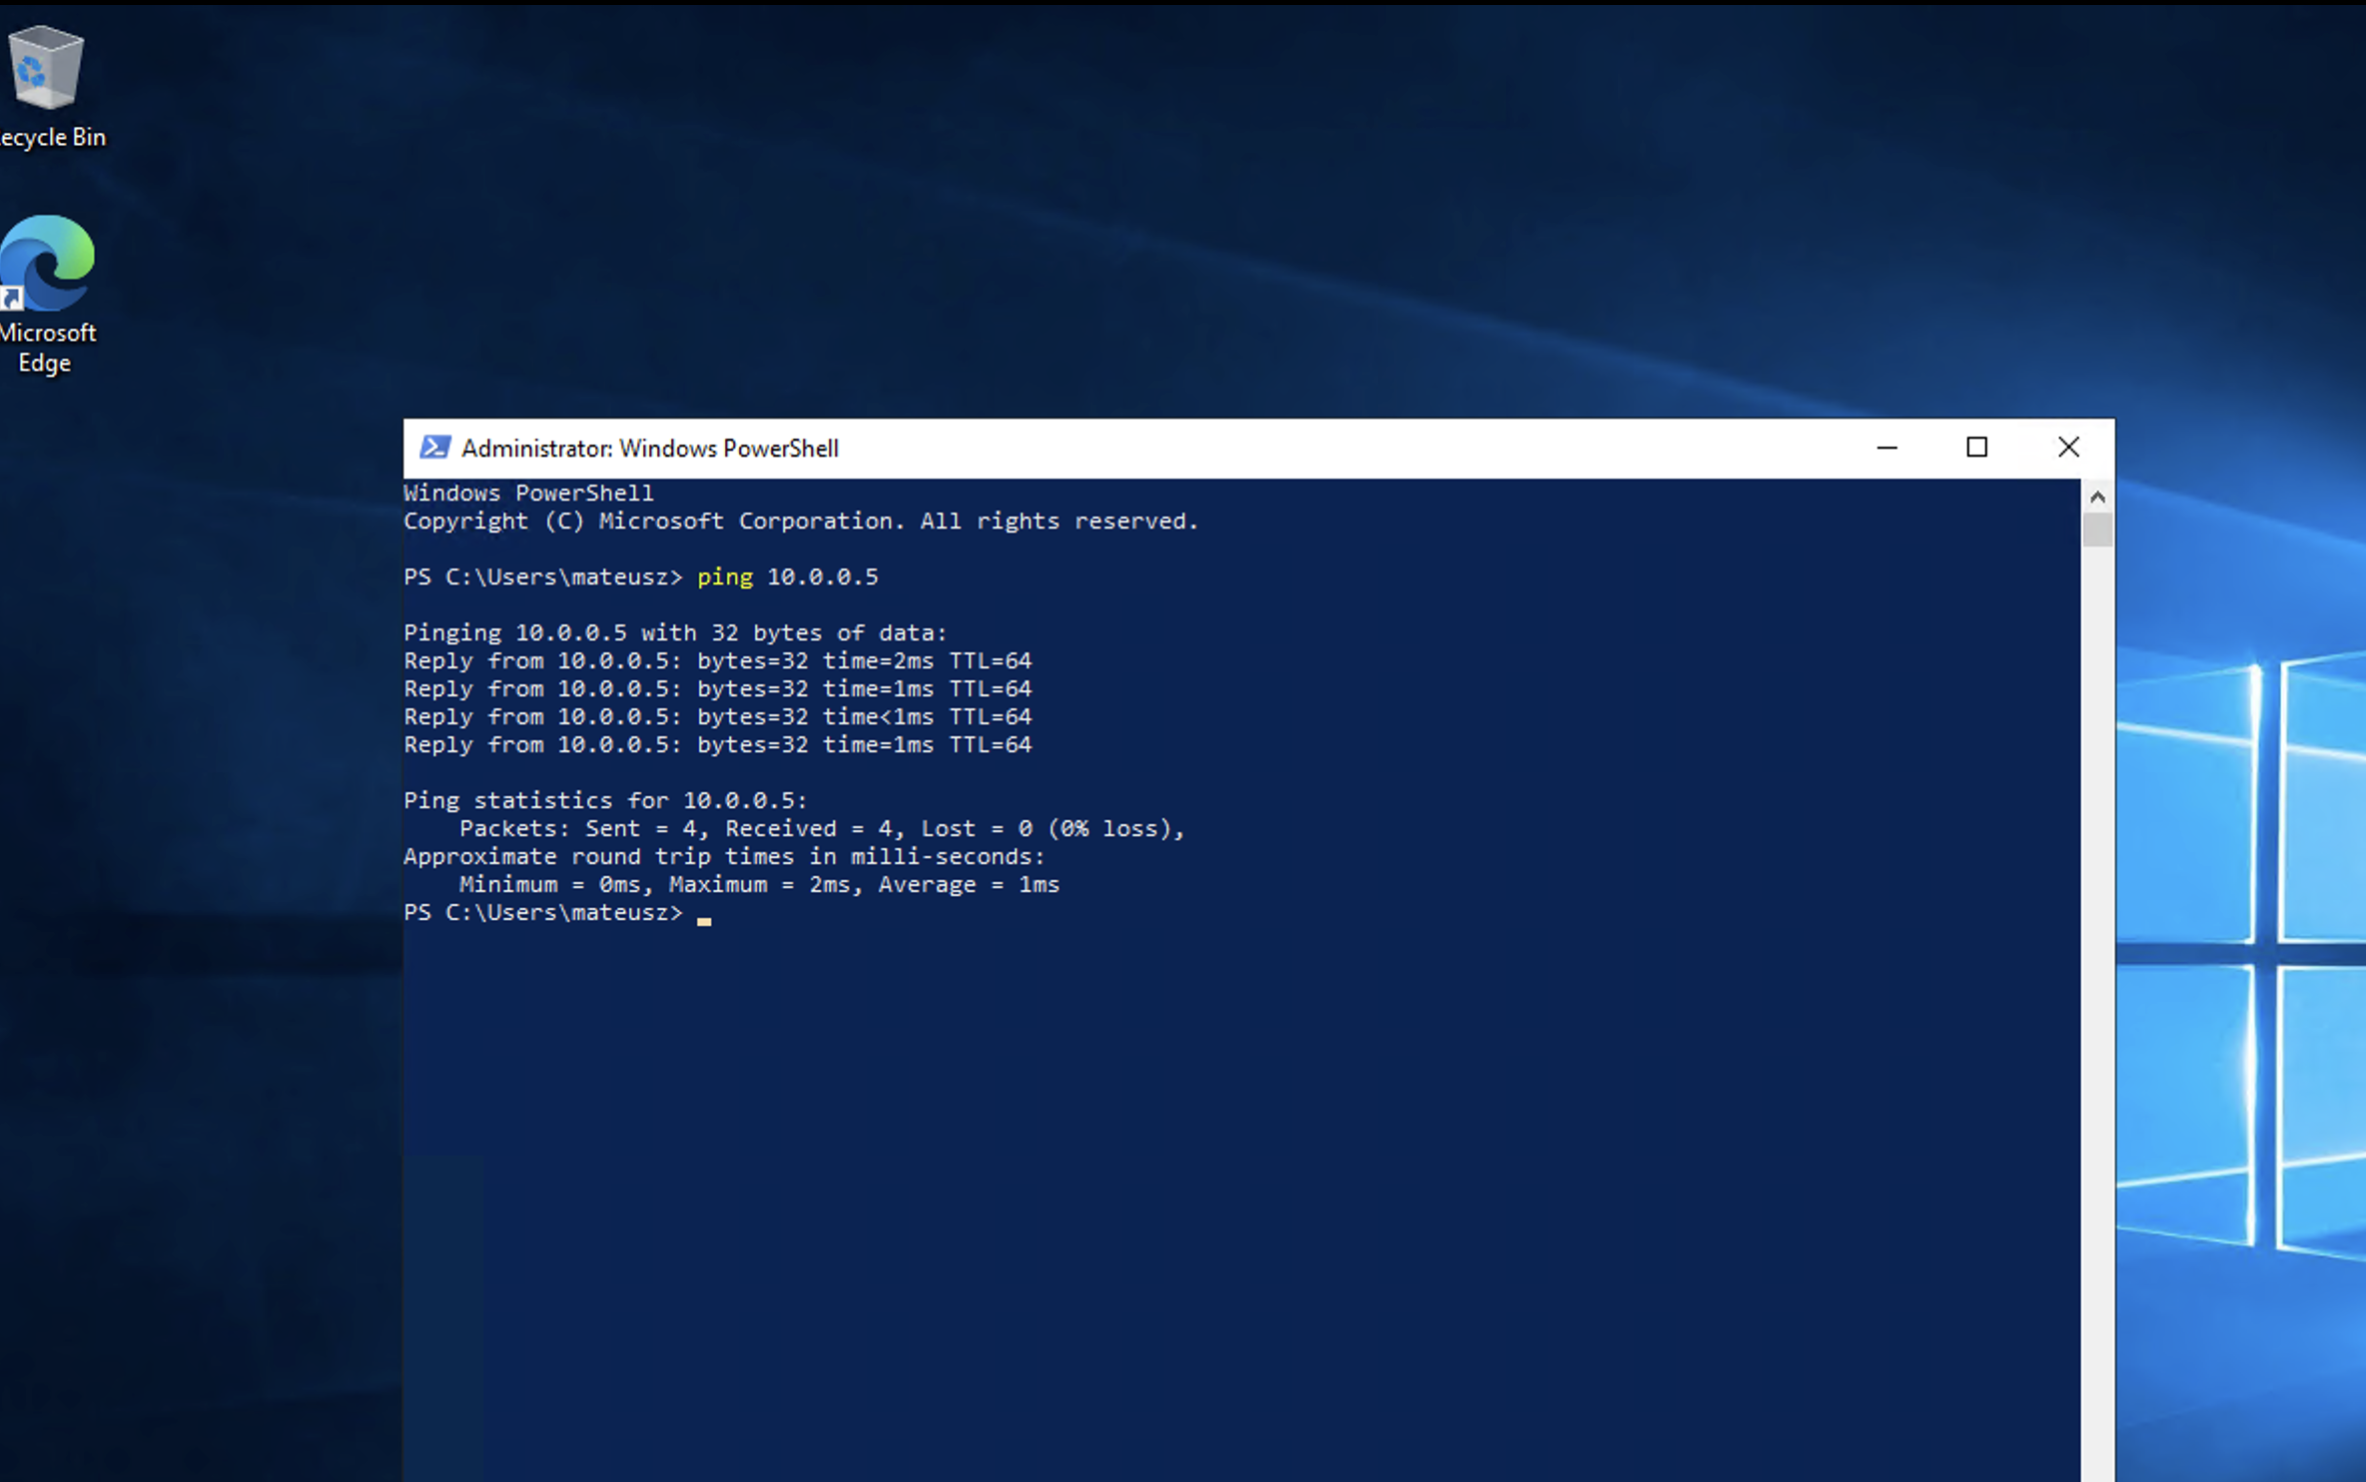 ecycle Bin
Microsoft
Edge
Administrator: Windows PowerShell
Windows PowerShell
Copyright (C) Microsoft Corporation. All rights reserved.
PS C:\Users\mateusz> ping 10.0.0.5
Pinging 10.0.0.5 with 32 bytes of data:
Reply from 10.0.0.5: bytes=32 time=2ms TTL=64
Reply from 10.0.0.5: bytes=32 time=1ms TTL=64
Reply from 10.0.0.5: bytes=32 time<1ms TTL=64
Reply from 10.0.0.5: bytes=32 time=1ms TTL=64
Ping statistics for 10.0.0.5:
    Packets: Sent = 4, Received = 4, Lost = 0 (0% loss),
Approximate round trip times in milli-seconds:
    Minimum = 0ms, Maximum = 2ms, Average = 1ms
PS C:\Users\mateusz>